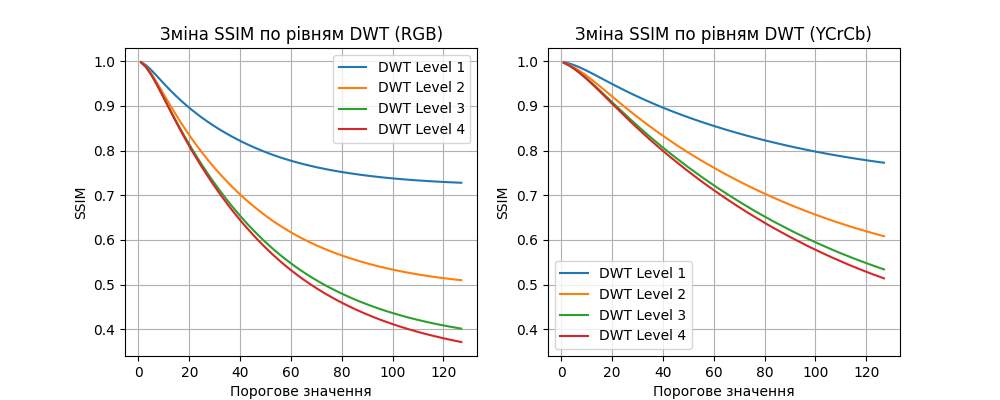 Зміна SSIM по рівням DWT (RGB)
1.0
0.9
0.8
0.7
0.6
0.5
0.4
SSIM
DWT Level 1
DWT Level 2
DWT Level 3
DWT Level 4
0 20 40 60 80 100 120
Порогове значення
Зміна SSIM по рівням DWT (YCrCb)
1.0
0.9
0.8
0.7
0.6
0.5
0.4
SSIM
DWT Level 1
DWT Level 2
DWT Level 3
DWT Level 4
0 20 40 60 80 100 120
Порогове значення